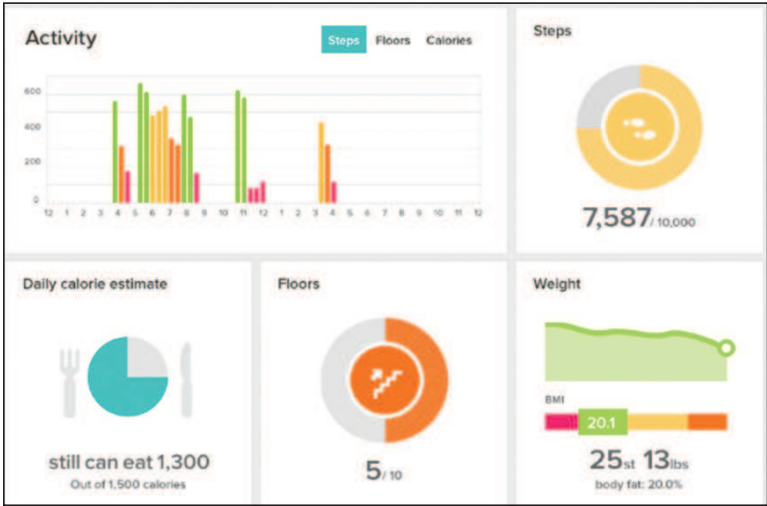 Activity
Steps Floors Calories
600
400
200
0
12 1 2 3 4 5 6 7 8 9 10 11 12 1 2 3 4 5 6 7 8 9 10 11 12
Steps
7,587/ 10,000
Daily calorie estimate
still can eat 1,300
Out of 1,500 calories
Floors
5/ 10
Weight
BMI
20.1
25st 13lbs
body fat: 20.0%